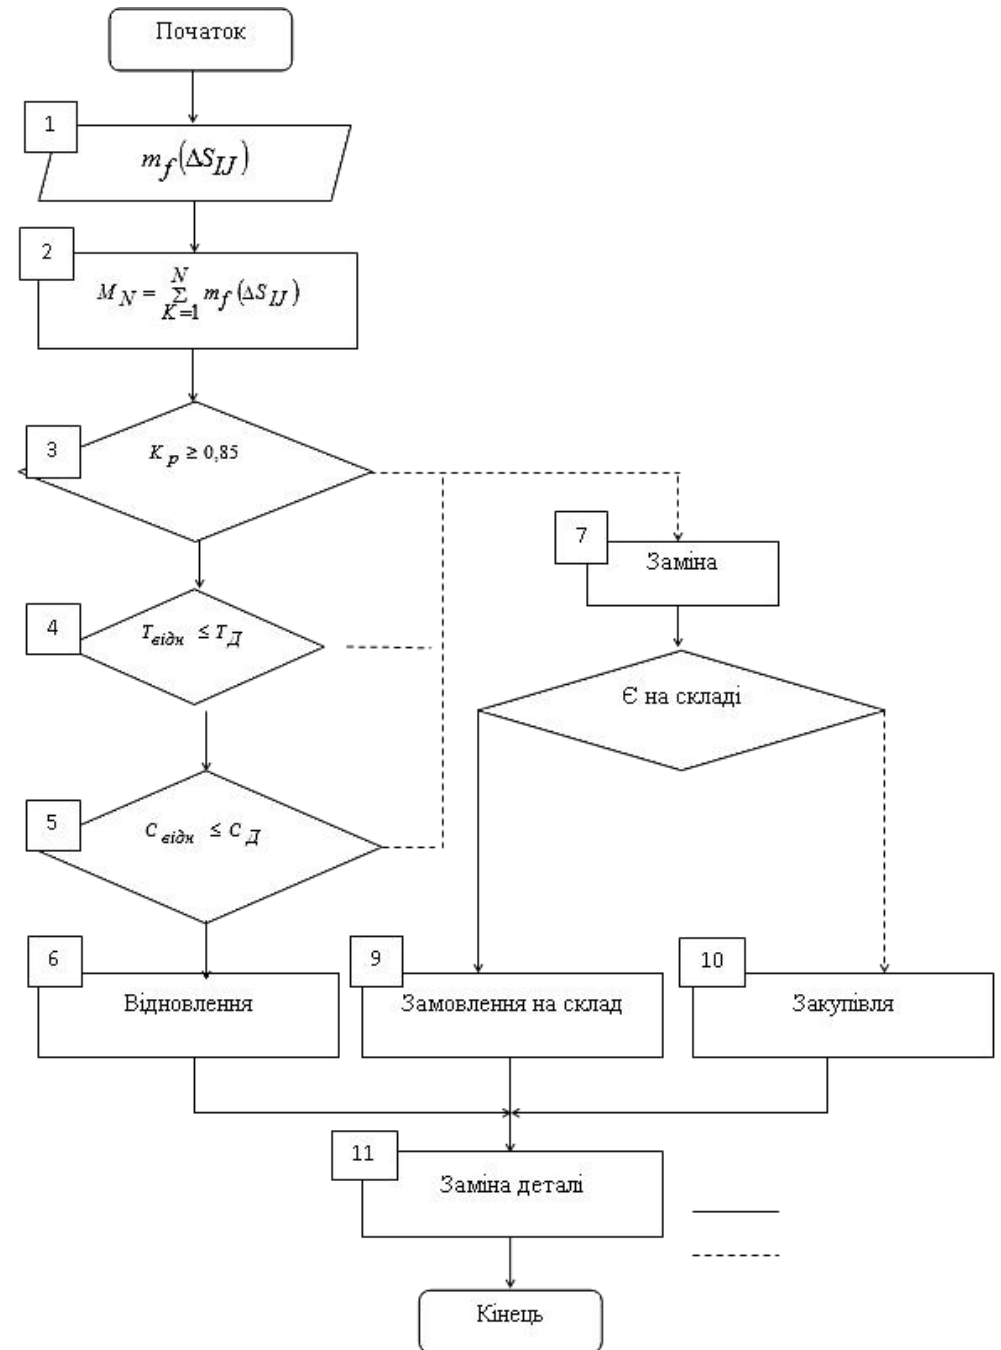 Початок
1
m_f(ΔS_IJ)
2
M_N = Σ_{K=1}^{N} m_f(ΔS_IJ)
3
K_p ≥ 0,85
4
T_відн ≤ T_Д
5
C_відн ≤ C_Д
7
Заміна
Є на складі
6
Відновлення
9
Замовлення на склад
10
Закупівля
11
Заміна деталі
Кінець